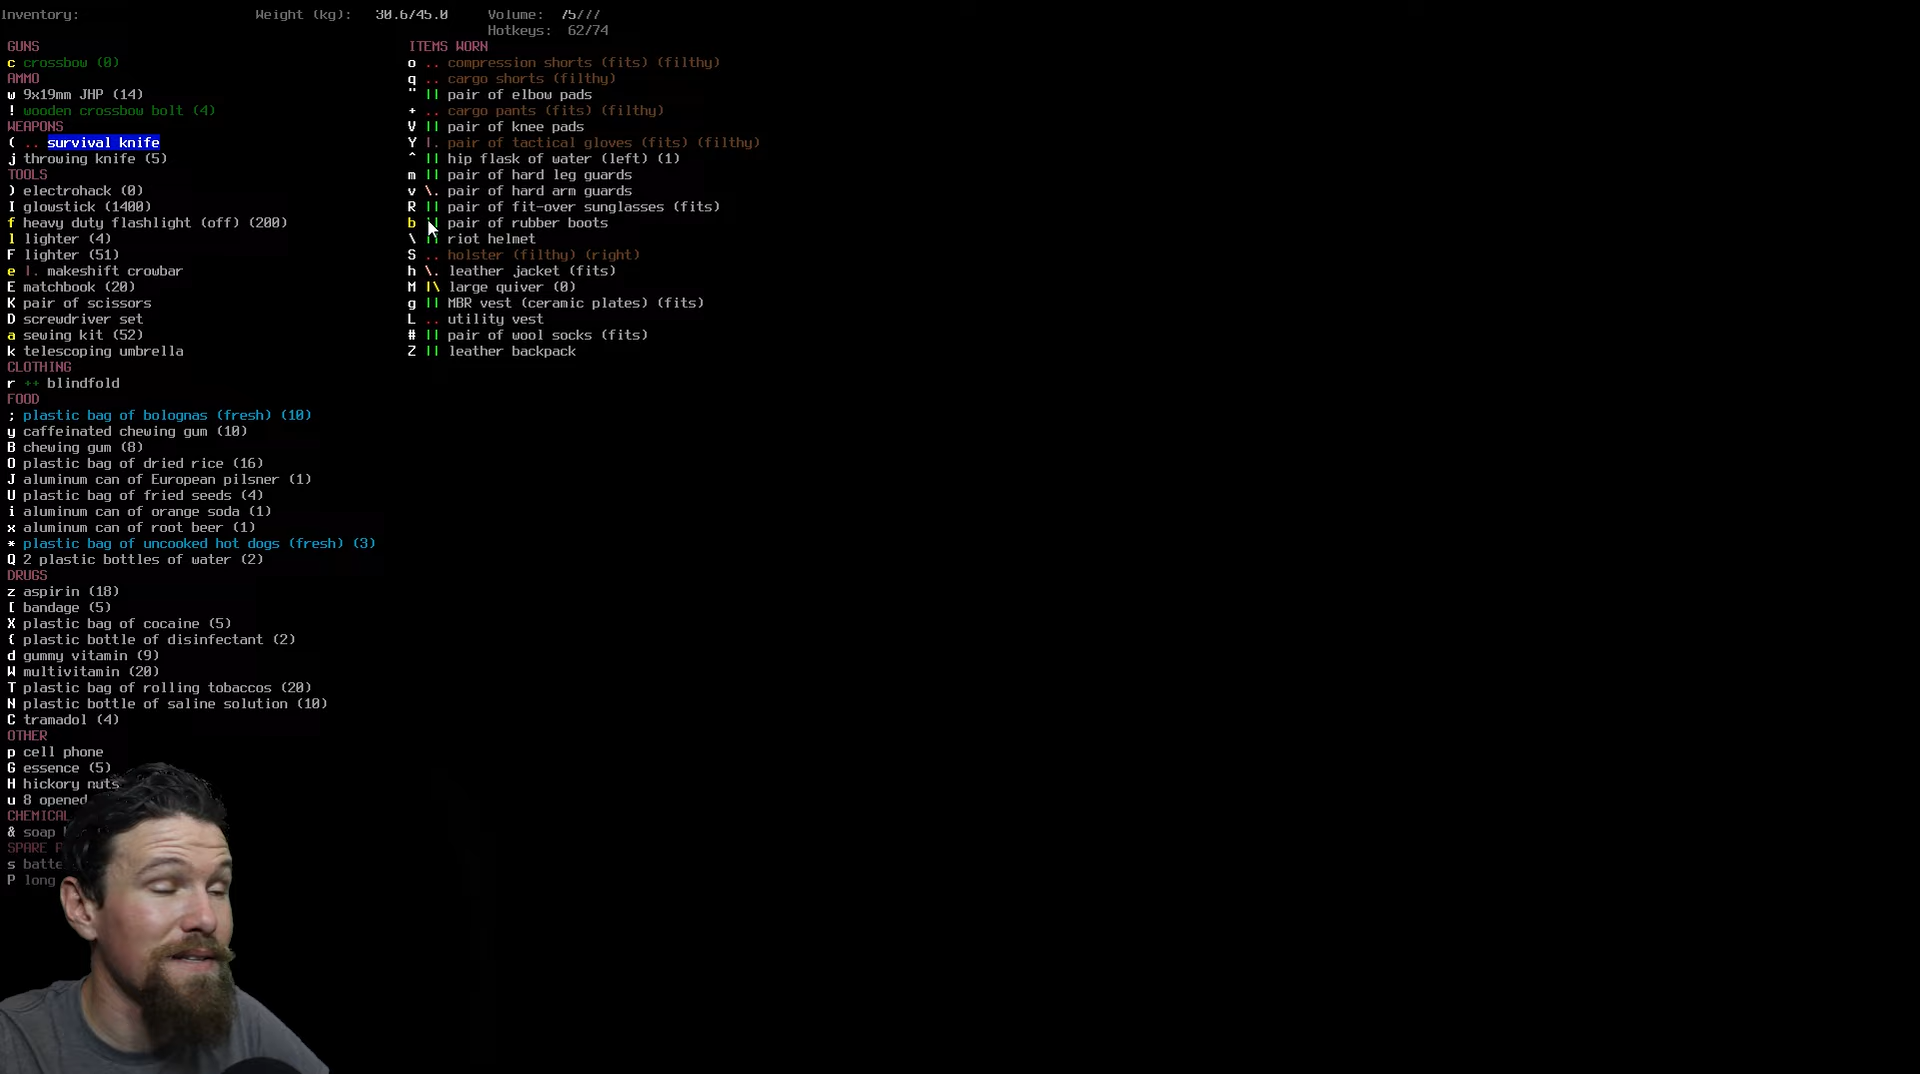 Inventory: Weight (kg): 30.6/45.0 Volume: 75/77
Hotkeys: 62/74
GUNS
c crossbow (0)
AMMO
w 9x19mm JHP (14)
! wooden crossbow bolt (4)
WEAPONS
( .. survival knife
j throwing knife (5)
TOOLS
) electrohack (0)
I glowstick (1400)
f heavy duty flashlight (off) (200)
l lighter (4)
F lighter (51)
e |. makeshift crowbar
E matchbook (20)
K pair of scissors
D screwdriver set
a sewing kit (52)
k telescoping umbrella
CLOTHING
r ++ blindfold
FOOD
; plastic bag of bolognas (fresh) (10)
y caffeinated chewing gum (10)
B chewing gum (8)
O plastic bag of dried rice (16)
J aluminum can of European pilsner (1)
U plastic bag of fried seeds (4)
i aluminum can of orange soda (1)
x aluminum can of root beer (1)
* plastic bag of uncooked hot dogs (fresh) (3)
Q 2 plastic bottles of water (2)
DRUGS
z aspirin (18)
[ bandage (5)
X plastic bag of cocaine (5)
{ plastic bottle of disinfectant (2)
d gummy vitamin (9)
W multivitamin (20)
T plastic bag of rolling tobaccos (20)
N plastic bottle of saline solution (10)
C tramadol (4)
OTHER
p cell phone
G essence (5)
H hickory nuts
u 8 opened
CHEMICAL
& soap
SPARE
s batte
P long
ITEMS WORN
o .. compression shorts (fits) (filthy)
q .. cargo shorts (filthy)
" || pair of elbow pads
+ .. cargo pants (fits) (filthy)
V || pair of knee pads
Y |. pair of tactical gloves (fits) (filthy)
^ || hip flask of water (left) (1)
m || pair of hard leg guards
v \. pair of hard arm guards
R || pair of fit-over sunglasses (fits)
b || pair of rubber boots
\ || riot helmet
S .. holster (filthy) (right)
h \. leather jacket (fits)
M |\ large quiver (0)
g || MBR vest (ceramic plates) (fits)
L .. utility vest
# || pair of wool socks (fits)
Z || leather backpack